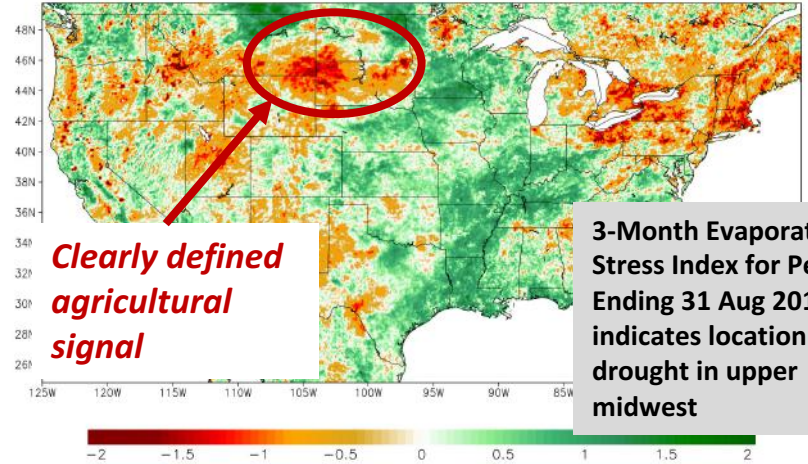 48N
46N
44N
42N
40N
38N
36N
34N
30N
28N
26N
Clearly defined
agricultural
signal
3-Month Evaporat
Stress Index for Pe
Ending 31 Aug 201
indicates location
drought in upper
midwest
125W 120W 115W 110W 105W 100W 95W 90W 85W
-2 -1.5 -1 -0.5 0 0.5 1 1.5 2